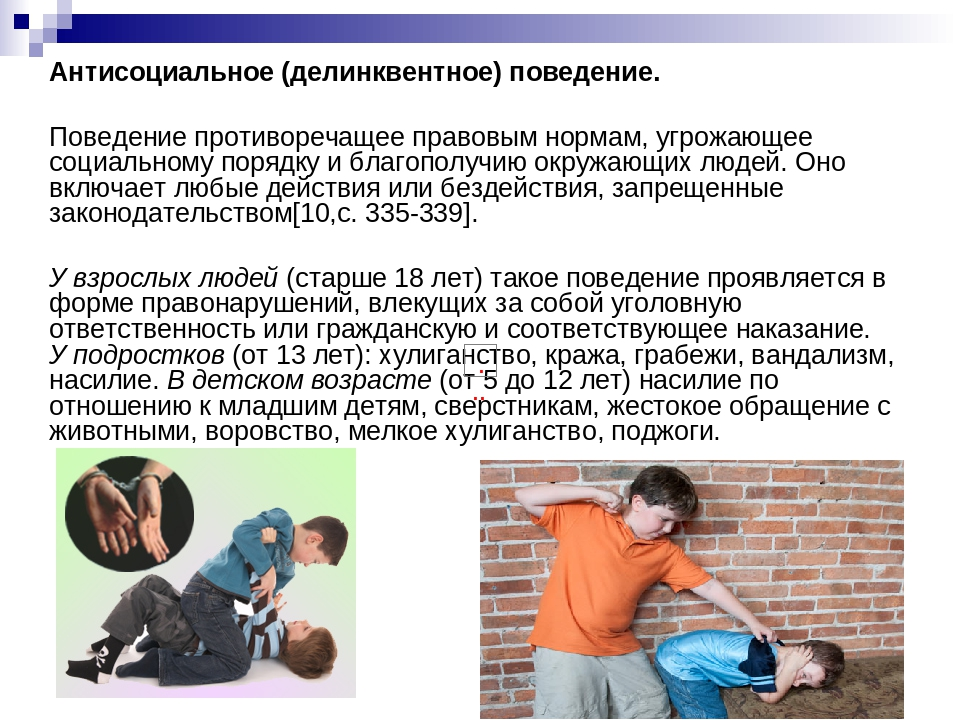 Антисоциальное (делинквентное) поведение.
Поведение противоречащее правовым нормам, угрожающее
социальному порядку и благополучию окружающих людей. Оно
включает любые действия или бездействия, запрещенные
законодательством[10,с. 335-339].
У взрослых людей (старше 18 лет) такое поведение проявляется в
форме правонарушений, влекущих за собой уголовную
ответственность или гражданскую и соответствующее наказание.
У подростков (от 13 лет): хулиганство, кража, грабежи, вандализм,
насилие. В детском возрасте (от 5 до 12 лет) насилие по
отношению к младшим детям, сверстникам, жестокое обращение с
животными, воровство, мелкое хулиганство, поджоги.